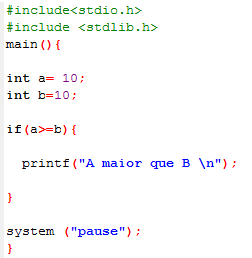 #include<stdio.h>
#include <stdlib.h>
main(){
int a= 10;
int b=10;
if(a>=b){
printf("A maior que B \n");
}
system ("pause");
}